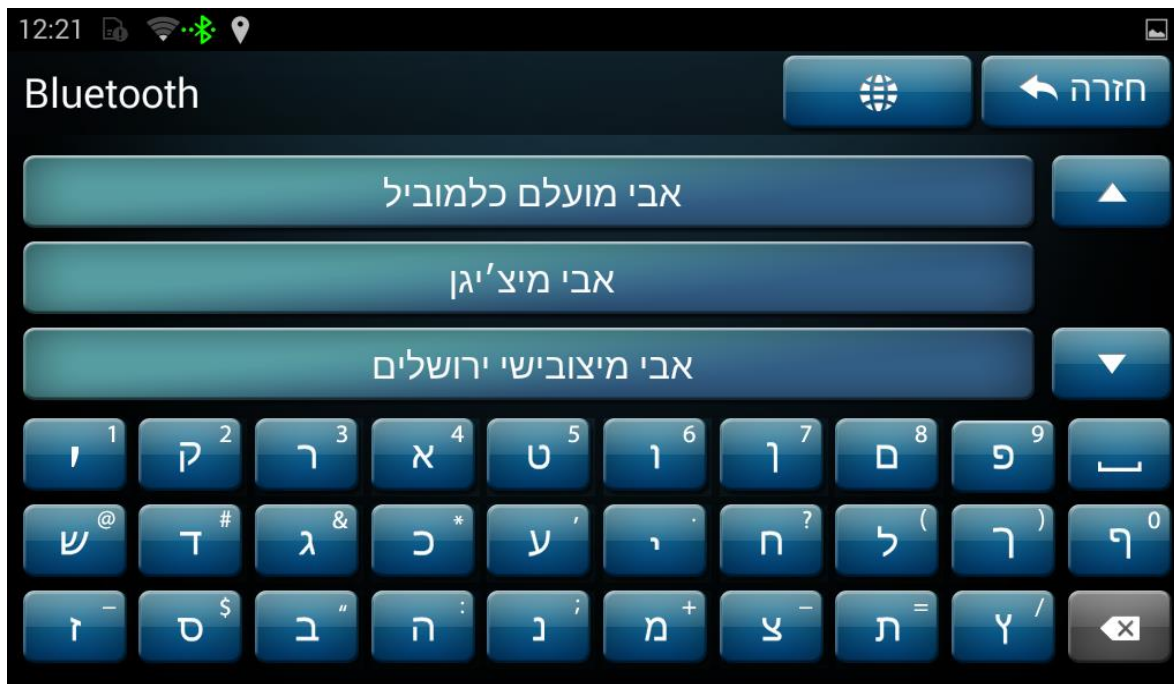 12:21
Bluetooth
חזרה
אבי מועלם כלמוביל
אבי מיצ'יגן
אבי מיצובישי ירושלים
' 1 ק 2 ר 3 א 4 ט 5 ו 6 ן 7 ם 8 פ 9
ש @ ד # ג & כ * ע , י . ח ? ל ( ך ) ף 0
ז – ס $ ב " ה : נ ; מ + צ – ת = ץ /